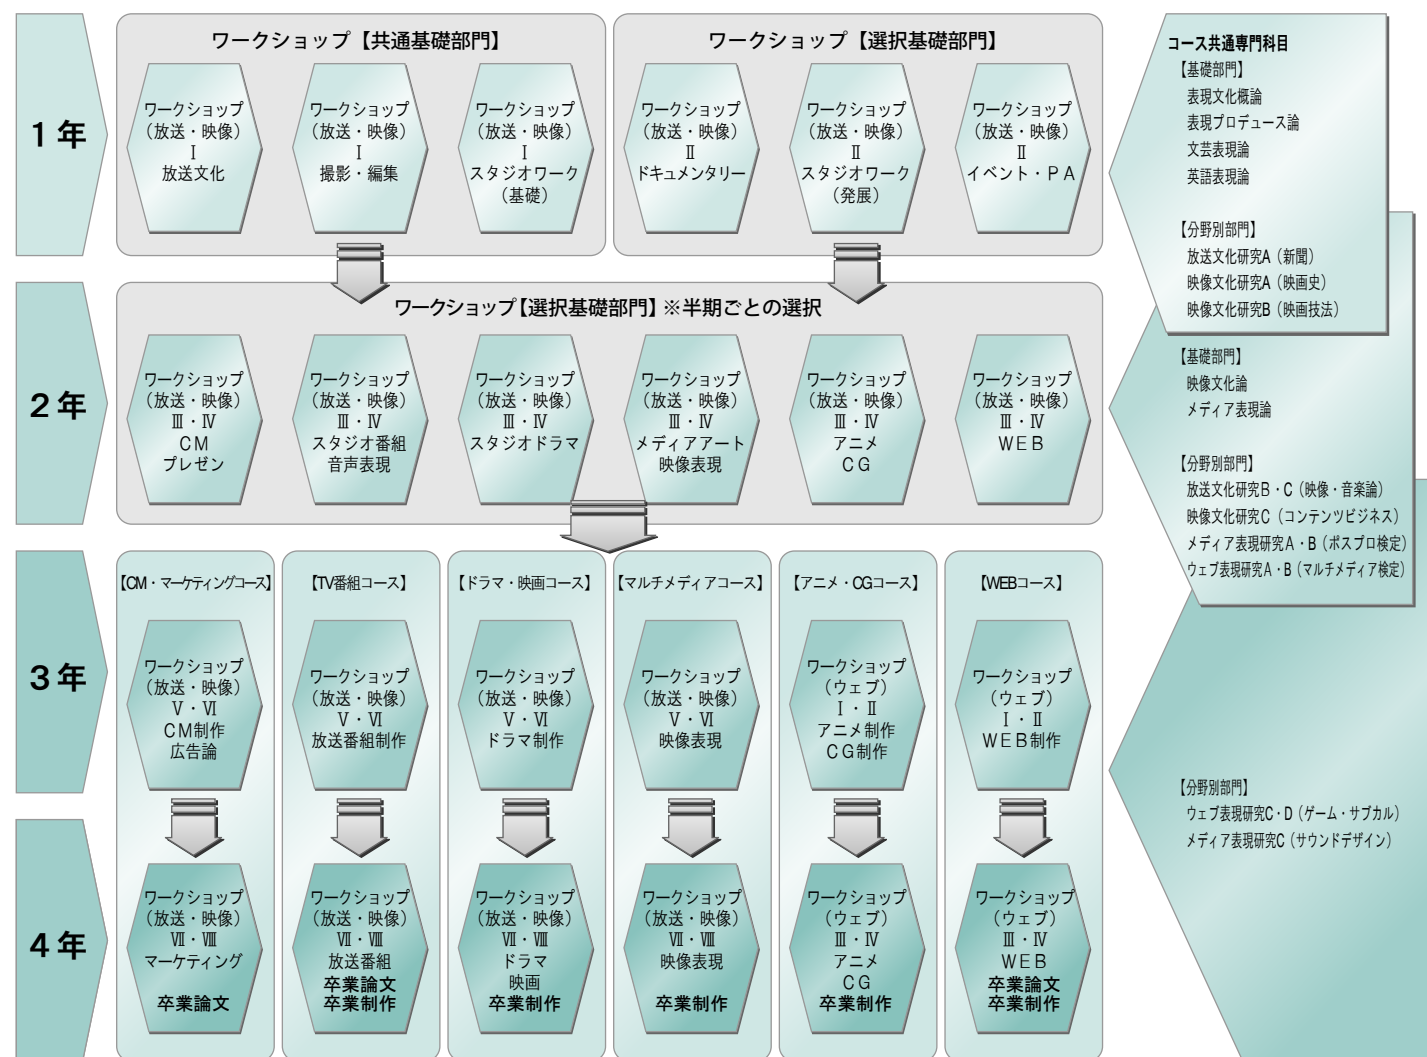 1年
ワークショップ【共通基礎部門】
ワークショップ
(放送・映像)
Ⅰ
放送文化
ワークショップ
(放送・映像)
Ⅰ
撮影・編集
ワークショップ
(放送・映像)
Ⅰ
スタジオワーク
(基礎)
ワークショップ【選択基礎部門】
ワークショップ
(放送・映像)
Ⅱ
ドキュメンタリー
ワークショップ
(放送・映像)
Ⅱ
スタジオワーク
(発展)
ワークショップ
(放送・映像)
Ⅱ
イベント・PA
2年
ワークショップ【選択基礎部門】※半期ごとの選択
ワークショップ
(放送・映像)
Ⅲ・Ⅳ
CM
プレゼン
ワークショップ
(放送・映像)
Ⅲ・Ⅳ
スタジオ番組
音声表現
ワークショップ
(放送・映像)
Ⅲ・Ⅳ
スタジオドラマ
ワークショップ
(放送・映像)
Ⅲ・Ⅳ
メディアアート
映像表現
ワークショップ
(放送・映像)
Ⅲ・Ⅳ
アニメ
CG
ワークショップ
(放送・映像)
Ⅲ・Ⅳ
WEB
3年
【CM・マーケティングコース】
ワークショップ
(放送・映像)
Ⅴ・Ⅵ
CM制作
広告論
【TV番組コース】
ワークショップ
(放送・映像)
Ⅴ・Ⅵ
放送番組制作
【ドラマ・映画コース】
ワークショップ
(放送・映像)
Ⅴ・Ⅵ
ドラマ制作
【マルチメディアコース】
ワークショップ
(放送・映像)
Ⅴ・Ⅵ
映像表現
【アニメ・CGコース】
ワークショップ
(ウェブ)
Ⅰ・Ⅱ
アニメ制作
CG制作
【WEBコース】
ワークショップ
(ウェブ)
Ⅰ・Ⅱ
WEB制作
4年
ワークショップ
(放送・映像)
Ⅶ・Ⅷ
マーケティング
卒業論文
ワークショップ
(放送・映像)
Ⅶ・Ⅷ
放送番組
卒業論文
卒業制作
ワークショップ
(放送・映像)
Ⅶ・Ⅷ
ドラマ
映画
卒業制作
ワークショップ
(放送・映像)
Ⅶ・Ⅷ
映像表現
卒業制作
ワークショップ
(ウェブ)
Ⅲ・Ⅳ
アニメ
CG
卒業制作
ワークショップ
(ウェブ)
Ⅲ・Ⅳ
WEB
卒業論文
卒業制作
コース共通専門科目
【基礎部門】
表現文化概論
表現プロデュース論
文芸表現論
英語表現論
【分野別部門】
放送文化研究A(新聞)
映像文化研究A(映画史)
映像文化研究B(映画技法)
【基礎部門】
映像文化論
メディア表現論
【分野別部門】
放送文化研究B・C(映像・音楽論)
映像文化研究C(コンテンツビジネス)
メディア表現研究A・B(ポスプロ検定)
ウェブ表現研究A・B(マルチメディア検定)
【分野別部門】
ウェブ表現研究C・D(ゲーム・サブカル)
メディア表現研究C(サウンドデザイン)